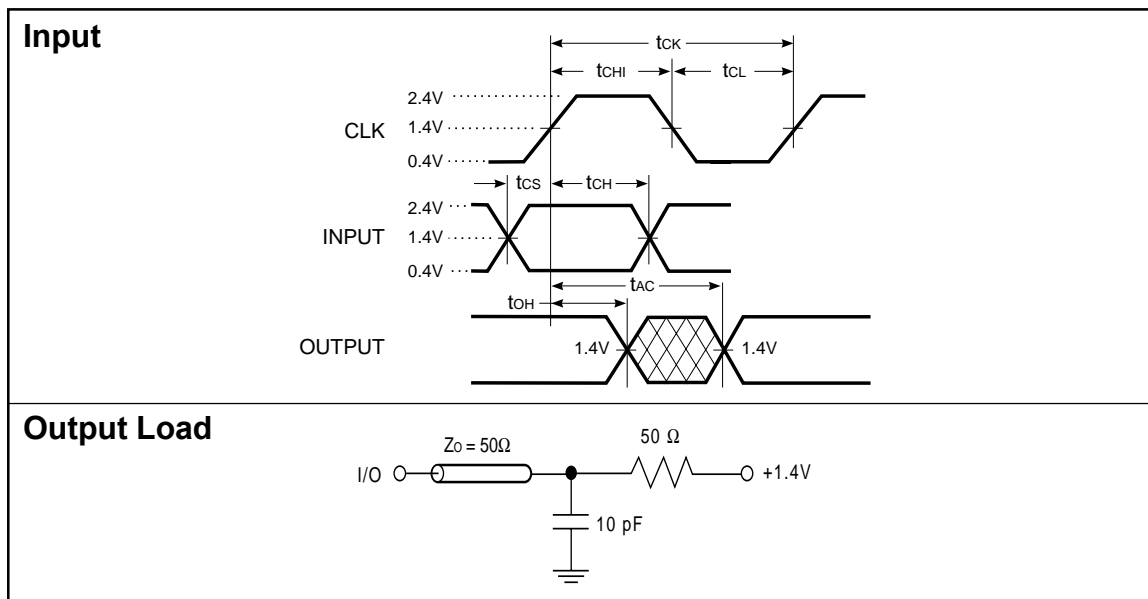 Input
tCK
tCHI tCL
2.4V
CLK 1.4V
0.4V
tCS tCH
2.4V
INPUT 1.4V
0.4V
tAC
tOH
OUTPUT 1.4V 1.4V
Output Load
ZO = 50Ω 50 Ω
I/O +1.4V
10 pF